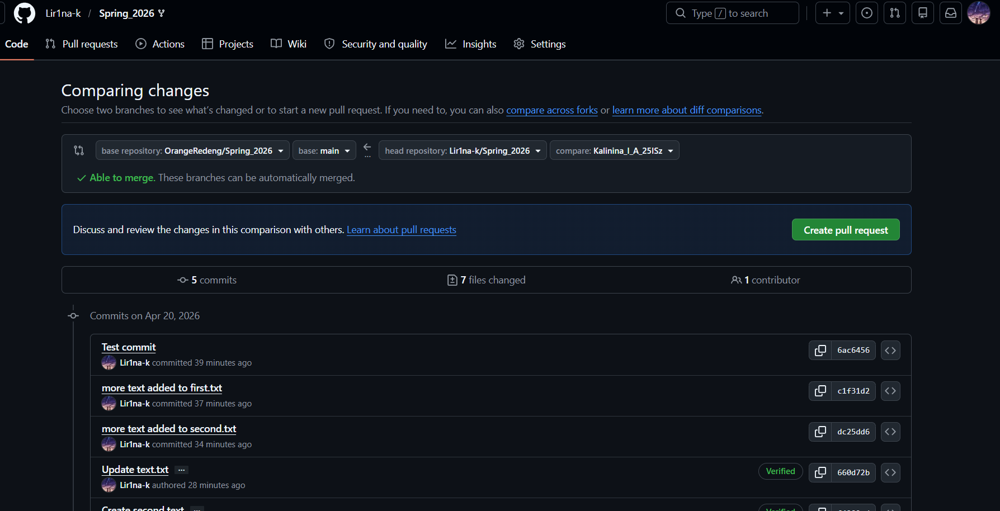 Lir1na-k / Spring_2026
Type / to search
Code Pull requests Actions Projects Wiki Security and quality Insights Settings
Comparing changes
Choose two branches to see what's changed or to start a new pull request. If you need to, you can also compare across forks or learn more about diff comparisons.
base repository: OrangeRedeng/Spring_2026 base: main ... head repository: Lir1na-k/Spring_2026 compare: Kalinina_I_A_25ISz
Able to merge. These branches can be automatically merged.
Discuss and review the changes in this comparison with others. Learn about pull requests
Create pull request
5 commits 7 files changed 1 contributor
Commits on Apr 20, 2026
Test commit
6ac6456
Lir1na-k committed 39 minutes ago
more text added to first.txt
c1f31d2
Lir1na-k committed 37 minutes ago
more text added to second.txt
dc25dd6
Lir1na-k committed 34 minutes ago
Update text.txt ...
Verified 660d72b
Lir1na-k authored 28 minutes ago
Create second.text ...
Verified